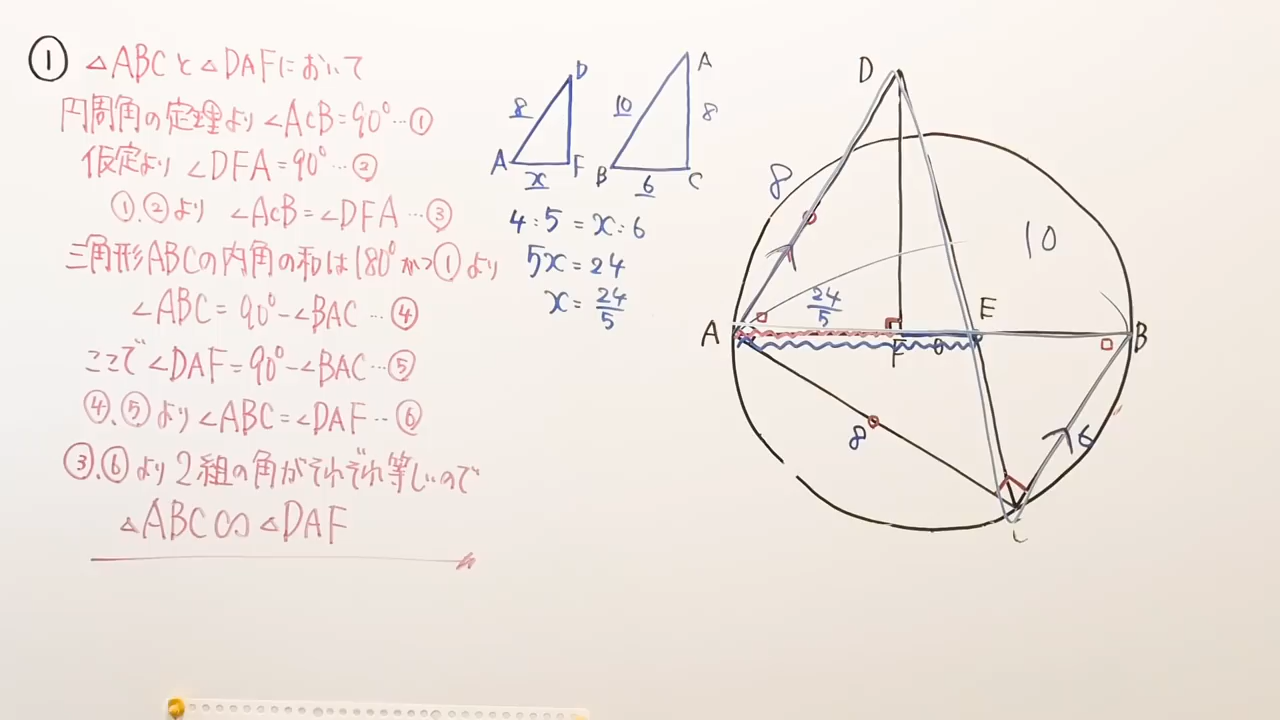 ① △ABCと△DAFにおいて
円周角の定理より ∠ACB=90°…①
仮定より ∠DFA=90°…②
①.②より ∠ACB=∠DFA…③
三角形ABCの内角の和は180°かつ①より
∠ABC=90°-∠BAC…④
ここで∠DAF=90°-∠BAC…⑤
④.⑤より∠ABC=∠DAF…⑥
③.⑥より2組の角がそれぞれ等しいので
△ABC∽△DAF
D
8
A
F
x
A
10
8
B
C
6
4:5=x:6
5x=24
x=24/5
D
8
10
24/5
E
A
F
B
8
6
C